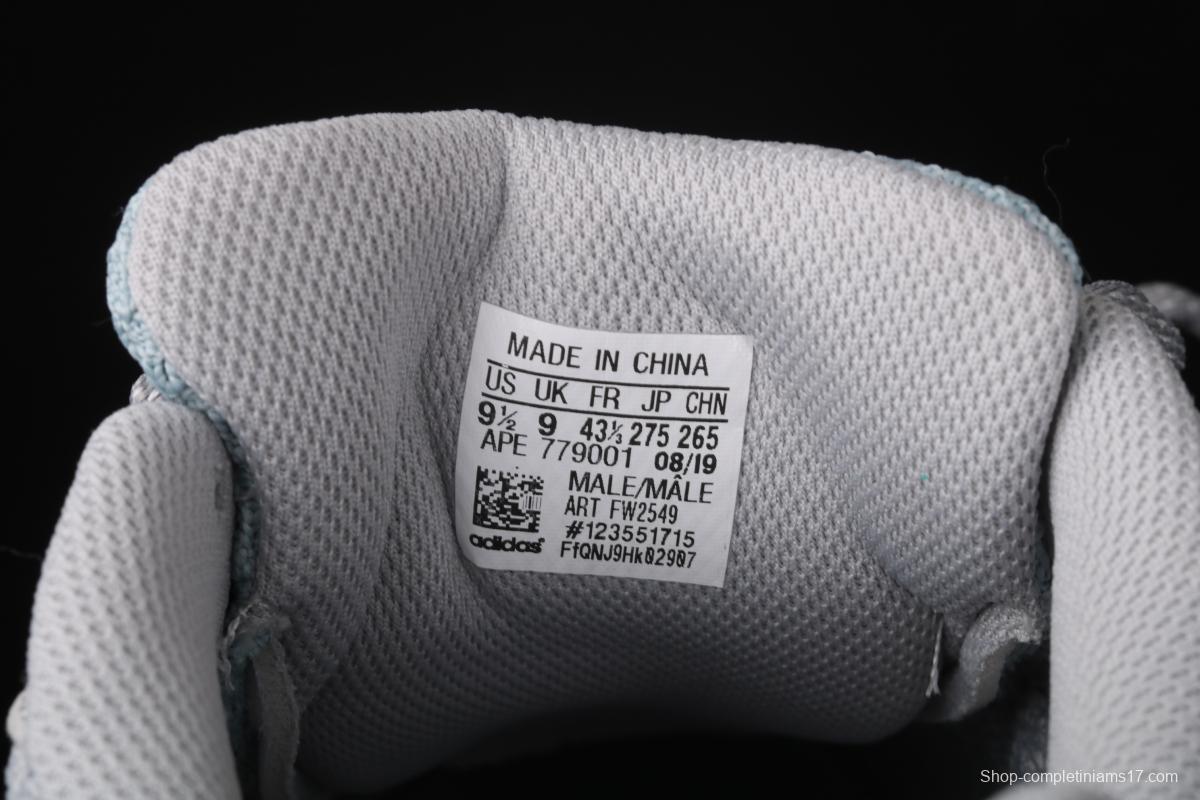 MADE IN CHINA
US UK FR JP CHN
9½ 9 43⅓ 275 265
APE 779001 08/19
MALE/MÂLE
ART FW2549
#123551715
adidas FfQNJ9Hk02907
Shop-completiniams17.com